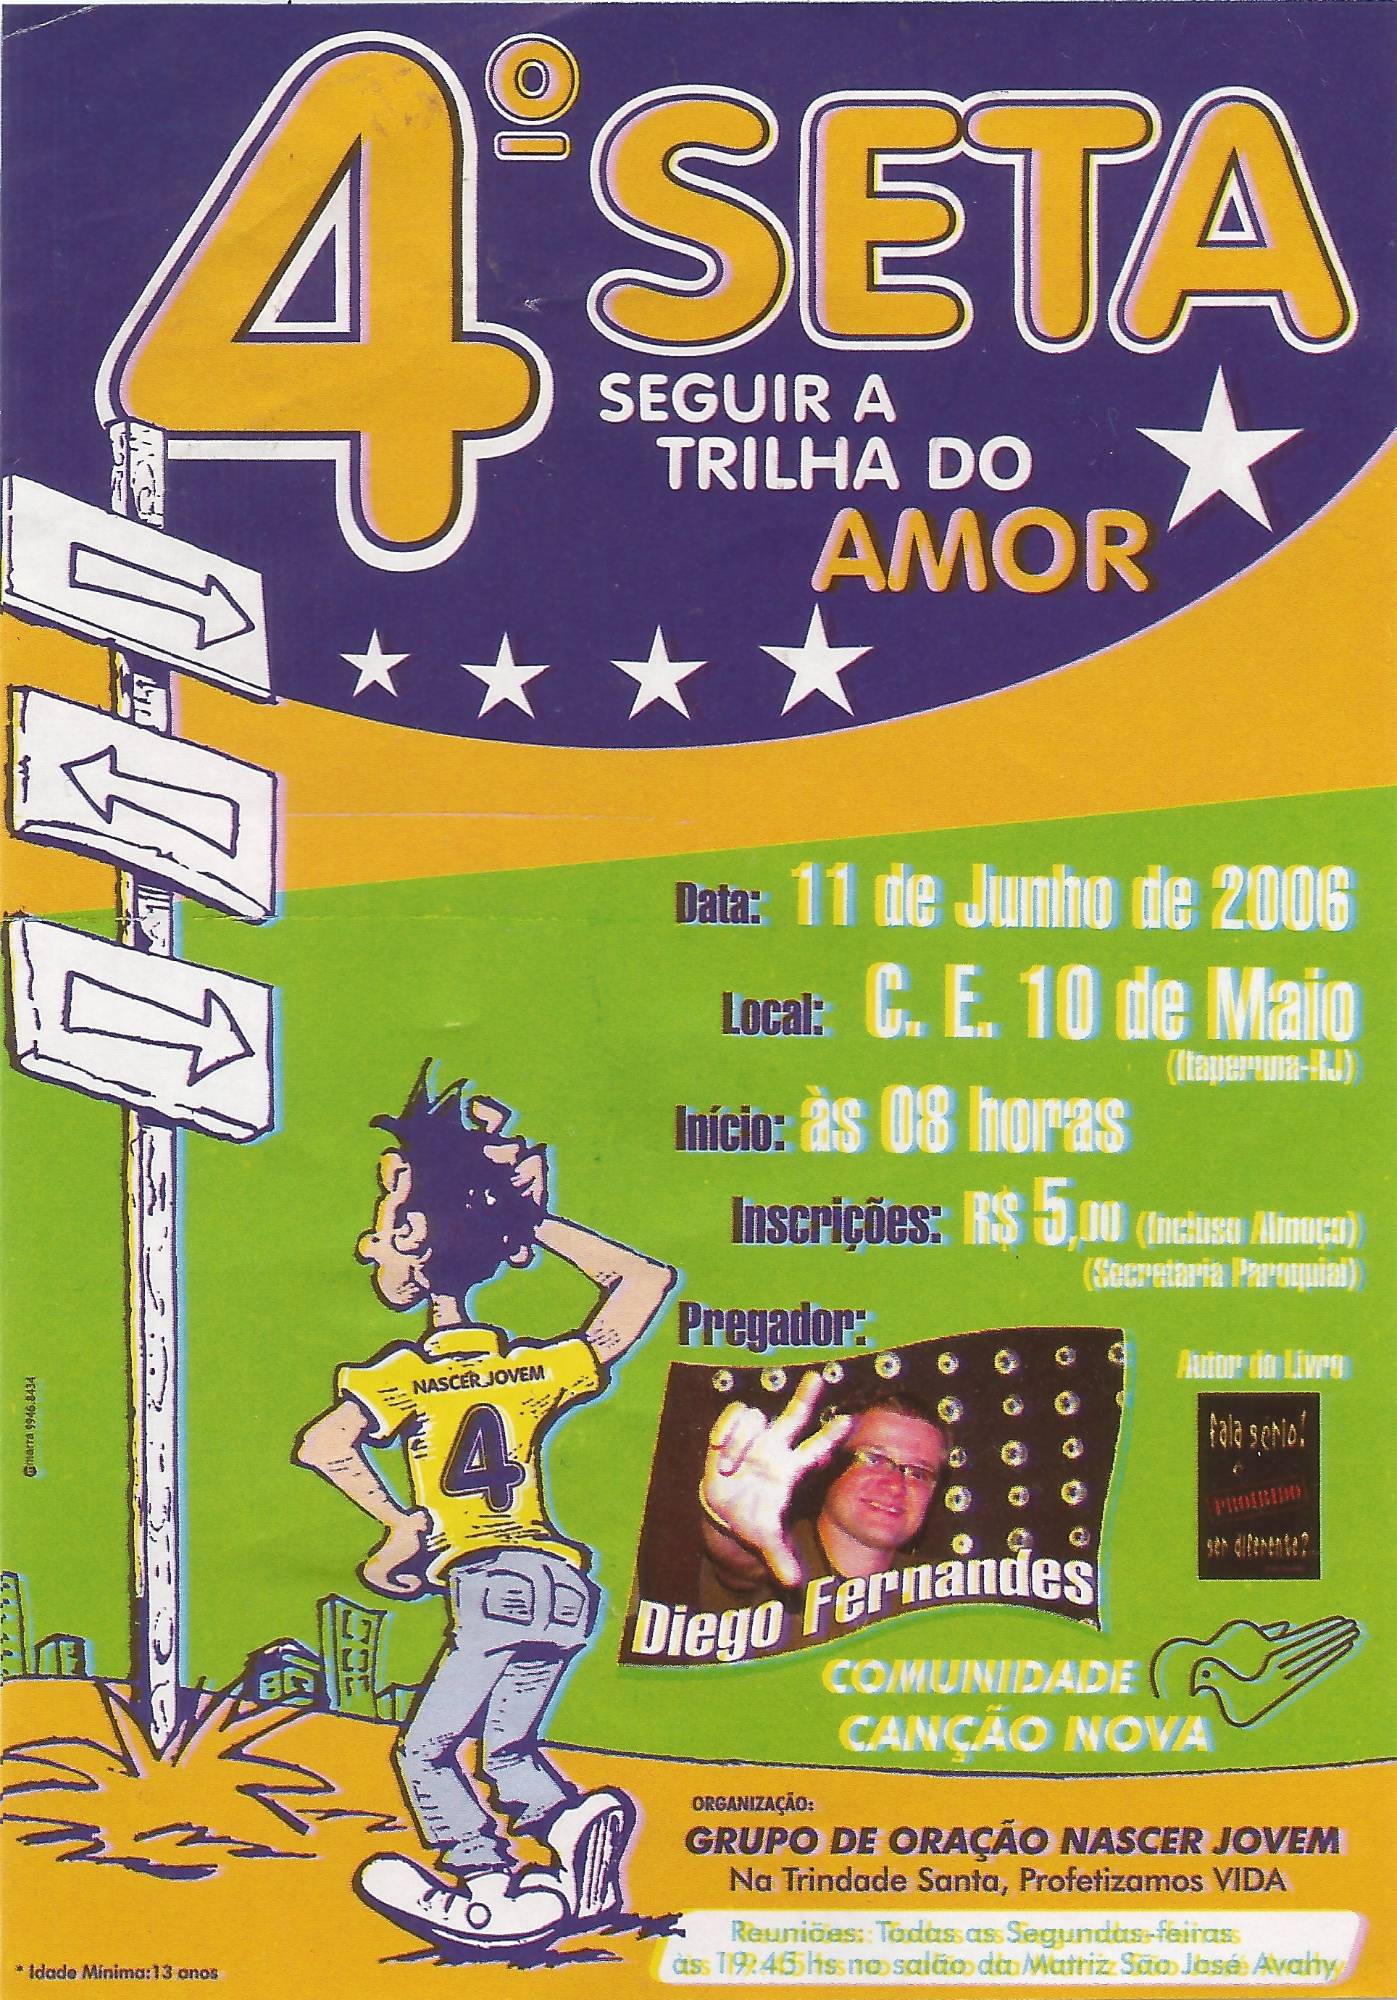 4º SETA
SEGUIR A
TRILHA DO
AMOR
Data: 11 de Junho de 2006
Local: C. E. 10 de Maio
(Itaperuna-RJ)
Início: às 08 horas
Inscrições: R$ 5,00 (Incluso Almoço)
(Secretaria Paroquial)
Pregador:
Autor do Livro
fala sério!
é
PROIBIDO
ser diferente?
Diego Fernandes
COMUNIDADE
CANÇÃO NOVA
NASCER JOVEM
4
marra 9946.8434
ORGANIZAÇÃO:
GRUPO DE ORAÇÃO NASCER JOVEM
Na Trindade Santa, Profetizamos VIDA
Reuniões: Todas as Segundas-feiras
às 19:45 hs no salão da Matriz São José Avahy
* Idade Mínima:13 anos